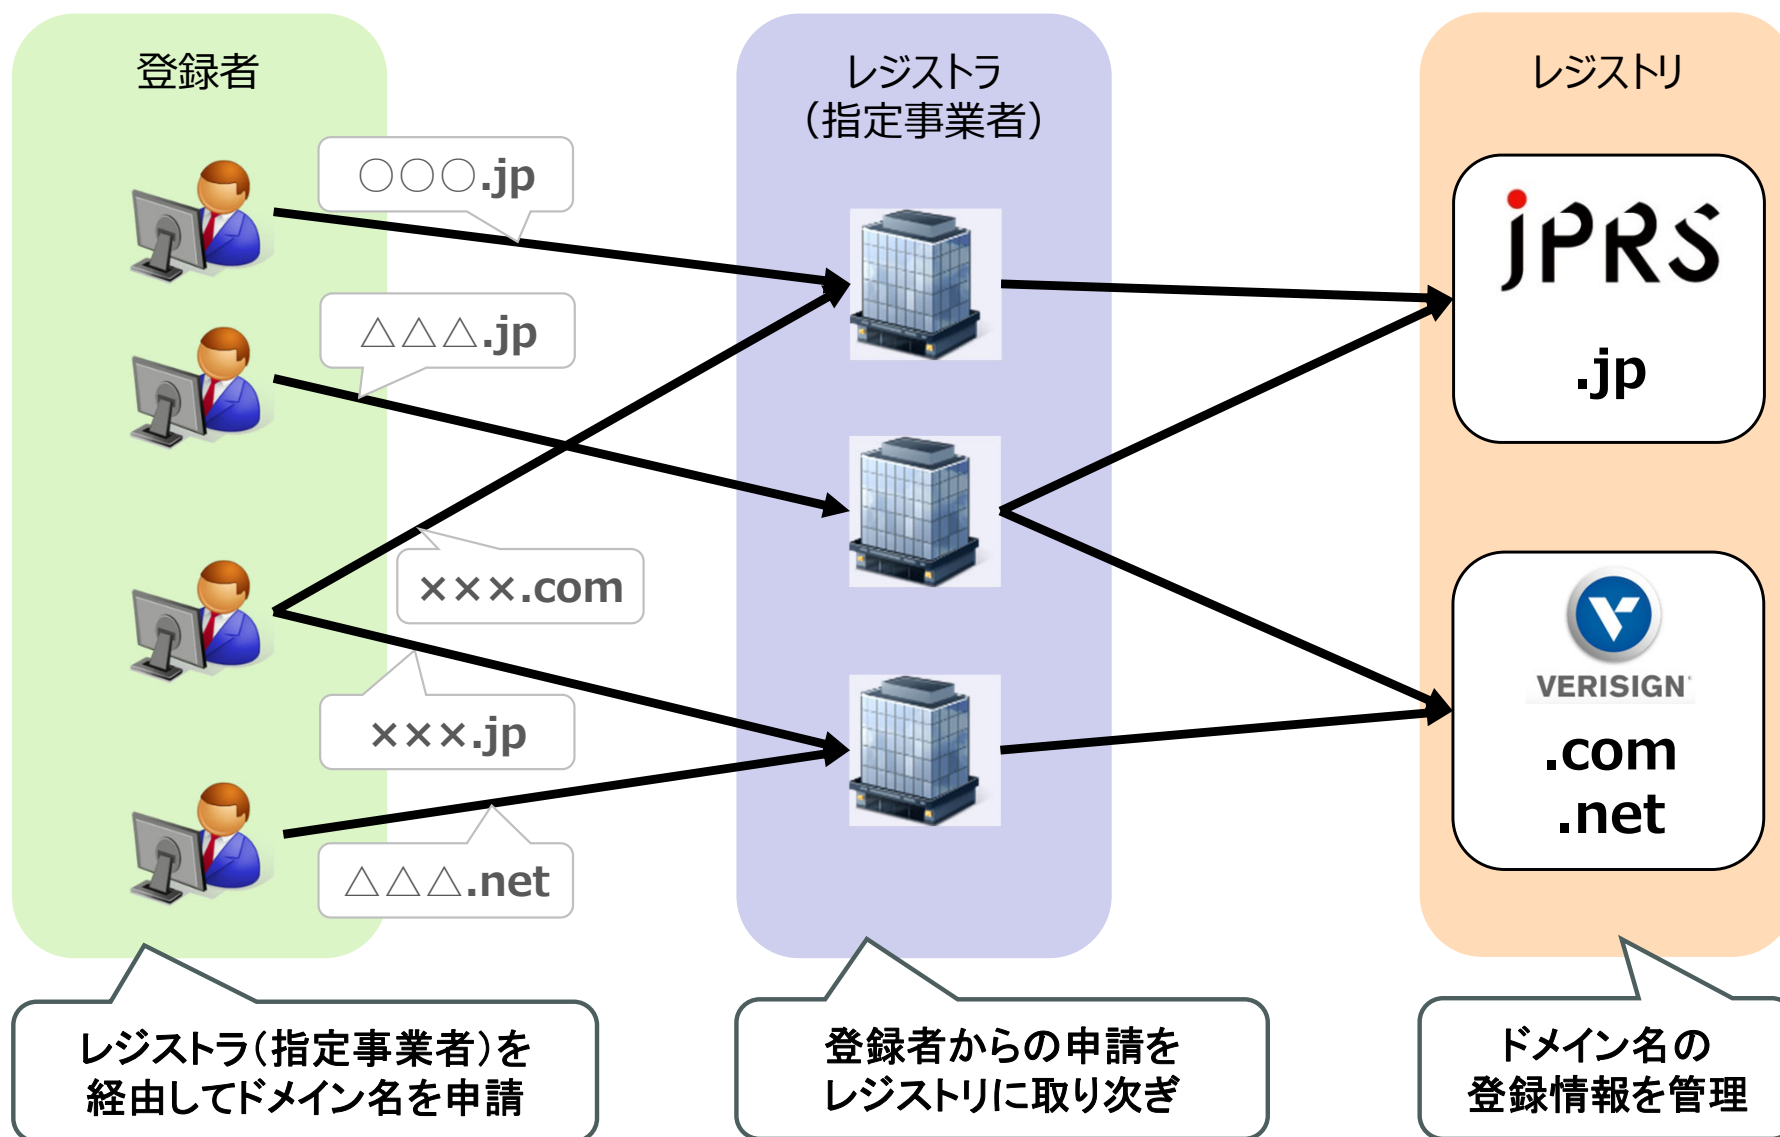 登録者
レジストラ
（指定事業者）
レジストリ
○○○.jp
△△△.jp
×××.com
×××.jp
△△△.net
JPRS
.jp
VERISIGN
.com
.net
レジストラ（指定事業者）を
経由してドメイン名を申請
登録者からの申請を
レジストリに取り次ぎ
ドメイン名の
登録情報を管理